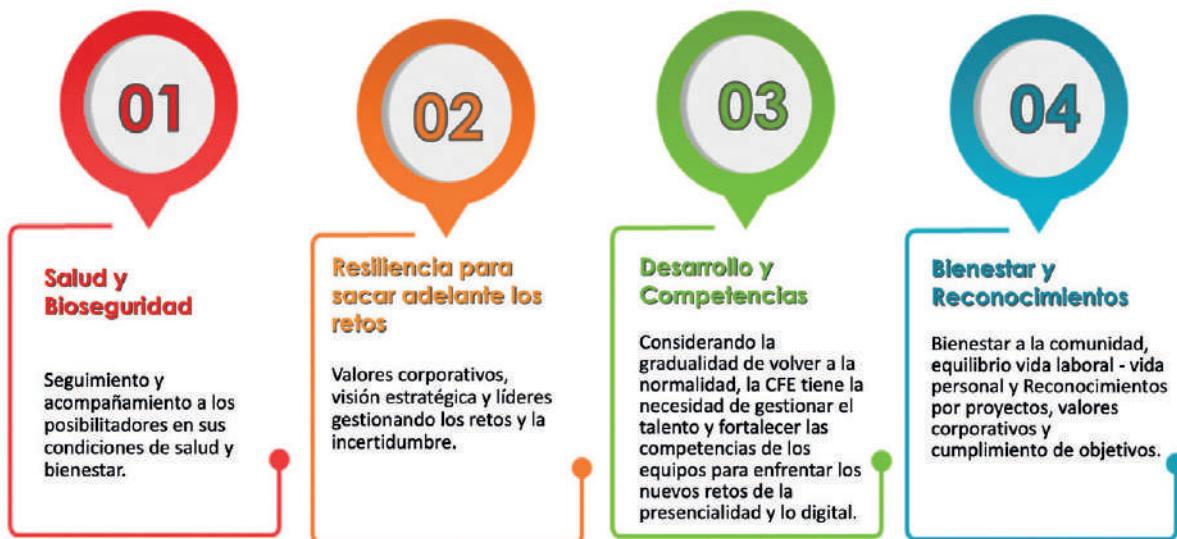 01
Salud y
Bioseguridad
Seguimiento y
acompañamiento a los
posibilitadores en sus
condiciones de salud y
bienestar.
02
Resiliencia para
sacar adelante los
retos
Valores corporativos,
visión estratégica y líderes
gestionando los retos y la
incertidumbre.
03
Desarrollo y
Competencias
Considerando la
gradualidad de volver a la
normalidad, la CFE tiene la
necesidad de gestionar el
talento y fortalecer las
competencias de los
equipos para enfrentar los
nuevos retos de la
presencialidad y lo digital.
04
Bienestar y
Reconocimientos
Bienestar a la comunidad,
equilibrio vida laboral - vida
personal y Reconocimientos
por proyectos, valores
corporativos y
cumplimiento de objetivos.